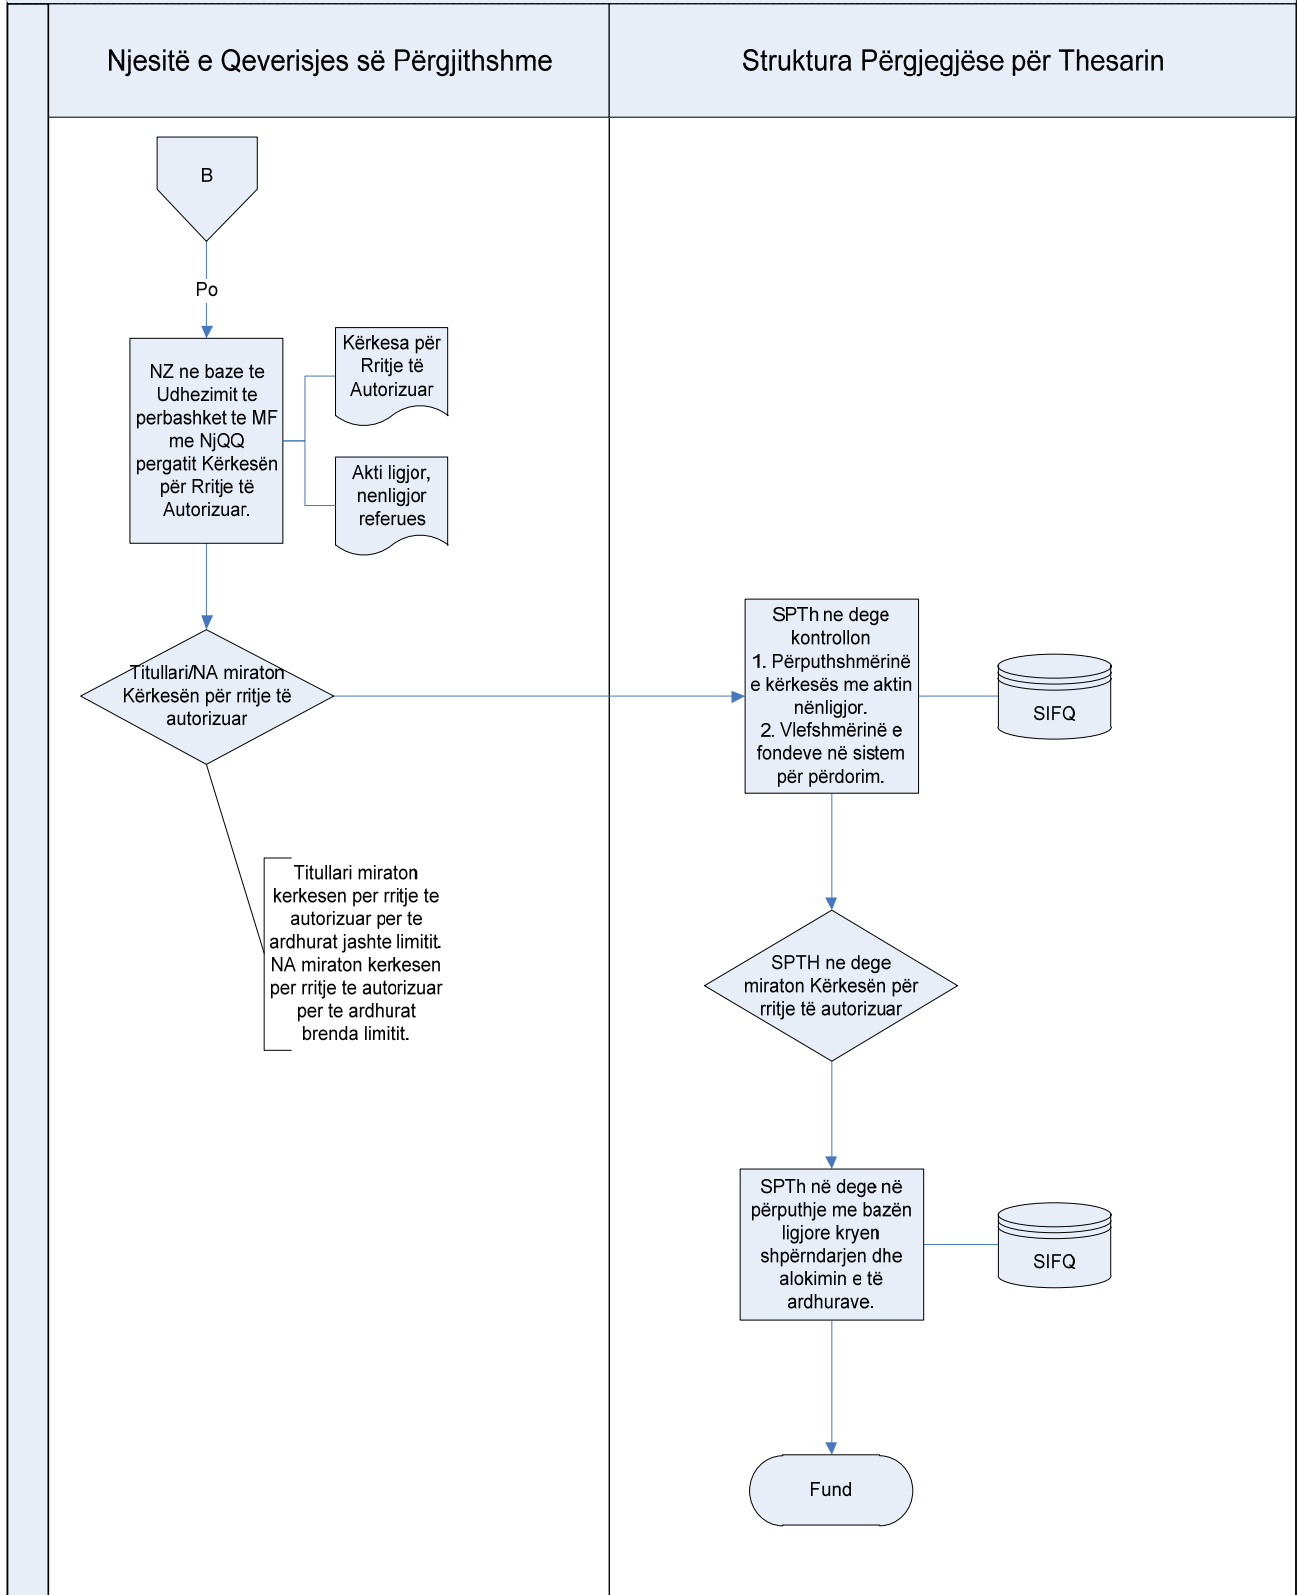 Njesitë e Qeverisjes së Përgjithshme
Struktura Përgjegjëse për Thesarin
B
Po
NZ ne baze te
Udhezimit te
perbashket te MF
me NjQQ
pergatit Kërkesën
për Rritje të
Autorizuar.
Kërkesa për
Rritje të
Autorizuar
Akti ligjor,
nenligjor
referues
Titullari/NA miraton
Kërkesën për rritje të
autorizuar
Titullari miraton
kerkesen per rritje te
autorizuar per te
ardhurat jashte limitit.
NA miraton kerkesen
per rritje te autorizuar
per te ardhurat
brenda limitit.
SPTh ne dege
kontrollon
1. Përputhshmërinë
e kërkesës me aktin
nënligjor.
2. Vlefshmërinë e
fondeve në sistem
për përdorim.
SIFQ
SPTH ne dege
miraton Kërkesën për
rritje të autorizuar
SPTh në dege në
përputhje me bazën
ligjore kryen
shpërndarjen dhe
alokimin e të
ardhurave.
SIFQ
Fund